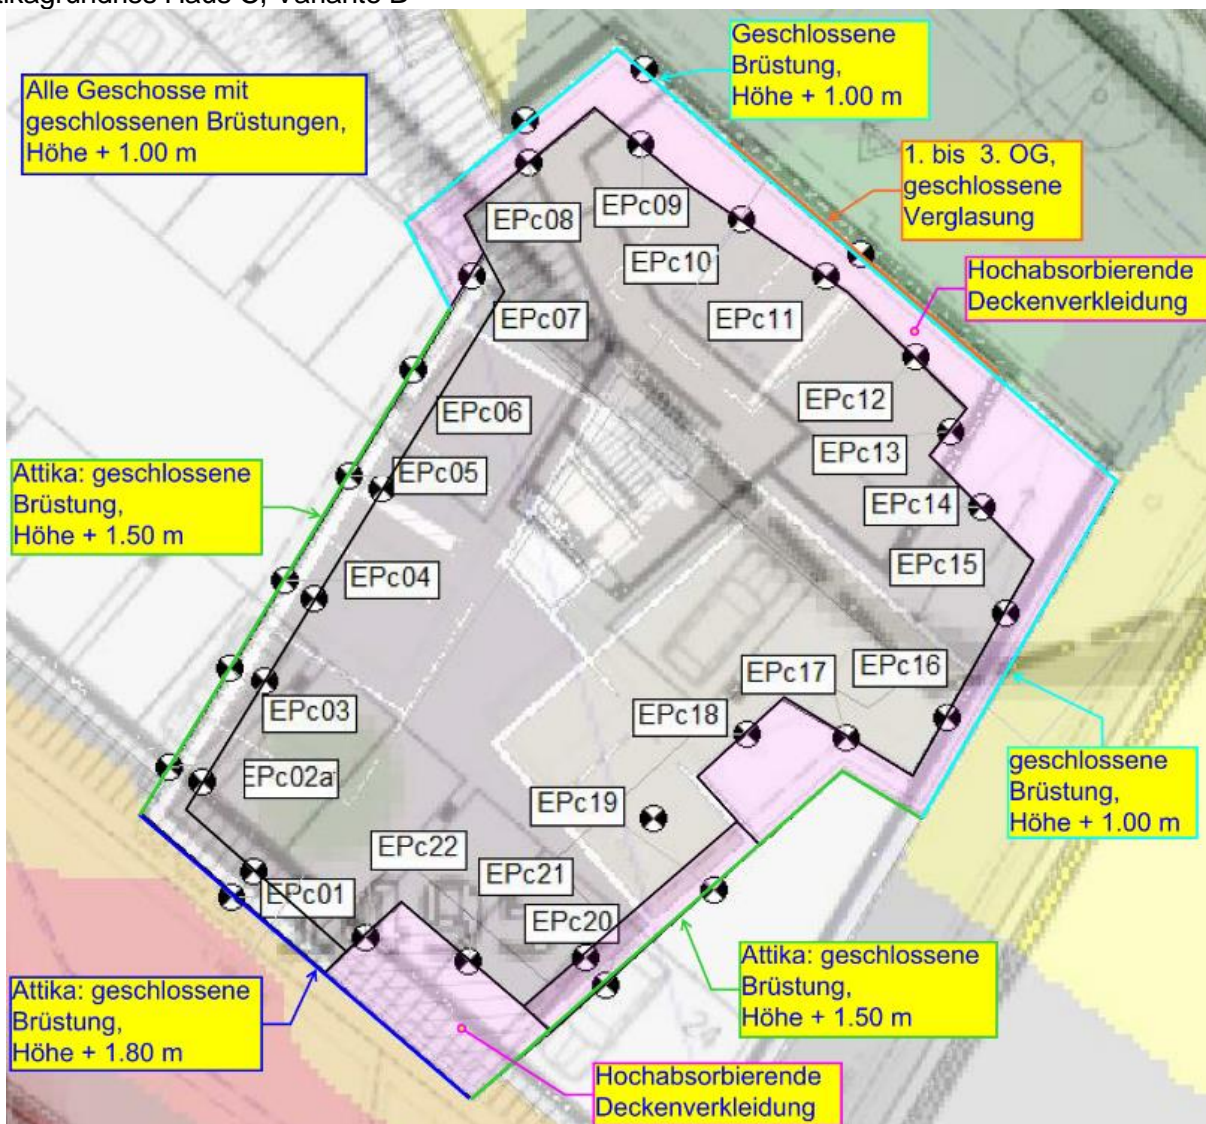 Alle Geschosse mit
geschlossenen Brüstungen,
Höhe + 1.00 m
Geschlossene
Brüstung,
Höhe + 1.00 m
1. bis 3. OG,
geschlossene
Verglasung
Hochabsorbierende
Deckenverkleidung
EPc09
EPc08
EPc10
EPc07
EPc11
EPc06
EPc12
EPc13
EPc05
EPc14
Attika: geschlossene
Brüstung,
Höhe + 1.50 m
EPc04
EPc15
EPc17
EPc16
EPc18
EPc03
EPc02a
EPc19
geschlossene
Brüstung,
Höhe + 1.00 m
EPc22
EPc21
EPc01
EPc20
Attika: geschlossene
Brüstung,
Höhe + 1.50 m
Attika: geschlossene
Brüstung,
Höhe + 1.80 m
24
Hochabsorbierende
Deckenverkleidung